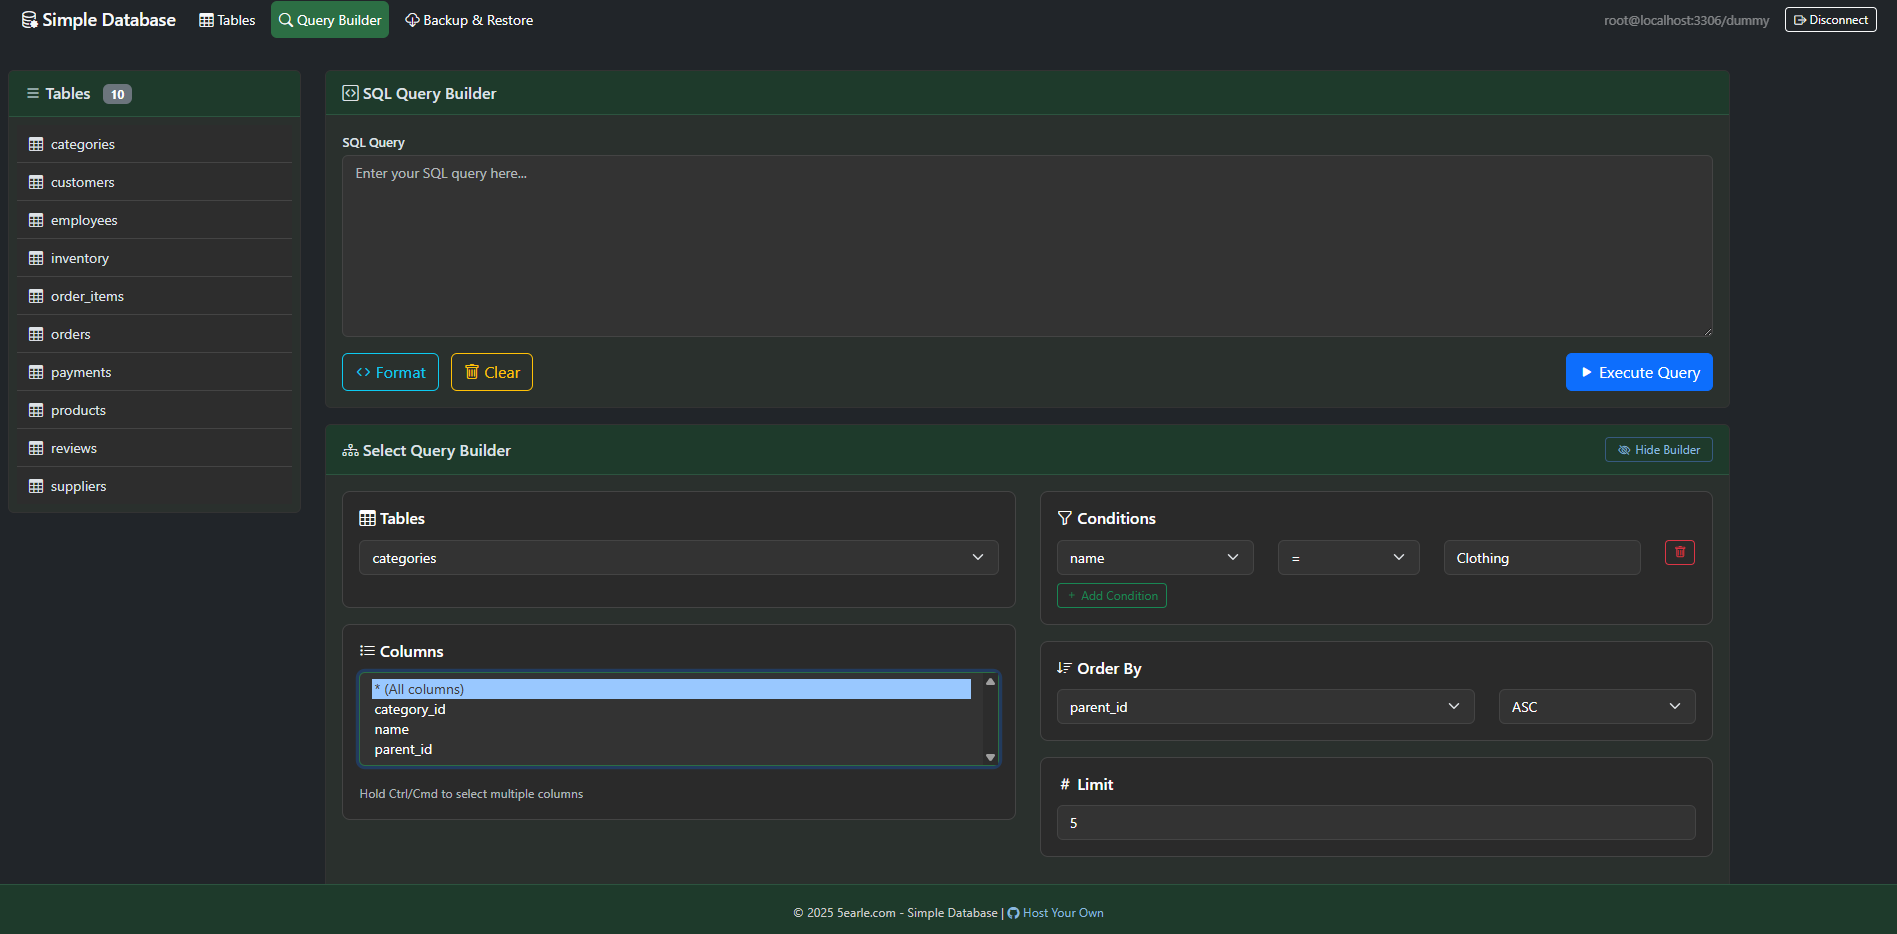 Simple Database
Tables
Query Builder
Backup & Restore
root@localhost:3306/dummy
Disconnect
Tables 10
categories
customers
employees
inventory
order_items
orders
payments
products
reviews
suppliers
SQL Query Builder
SQL Query
Enter your SQL query here...
Format
Clear
Execute Query
Select Query Builder
Hide Builder
Tables
categories
Columns
* (All columns)
category_id
name
parent_id
Hold Ctrl/Cmd to select multiple columns
Conditions
name
=
Clothing
+ Add Condition
Order By
parent_id
ASC
# Limit
5
© 2025 5earle.com - Simple Database | Host Your Own